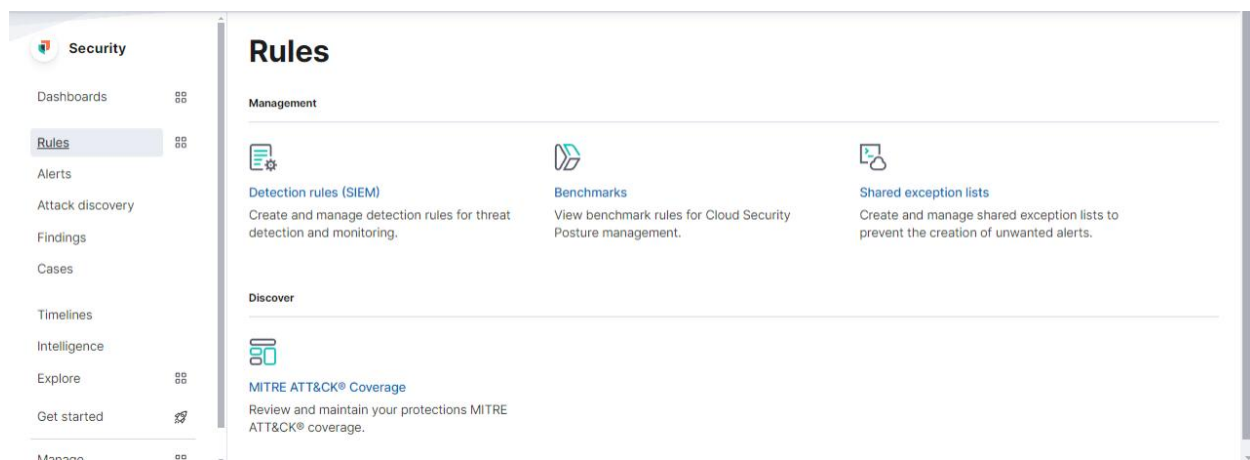 Security
Dashboards
Rules
Alerts
Attack discovery
Findings
Cases
Timelines
Intelligence
Explore
Get started
Manage
Rules
Management
Detection rules (SIEM)
Create and manage detection rules for threat
detection and monitoring.
Benchmarks
View benchmark rules for Cloud Security
Posture management.
Shared exception lists
Create and manage shared exception lists to
prevent the creation of unwanted alerts.
Discover
MITRE ATT&CK® Coverage
Review and maintain your protections MITRE
ATT&CK® coverage.